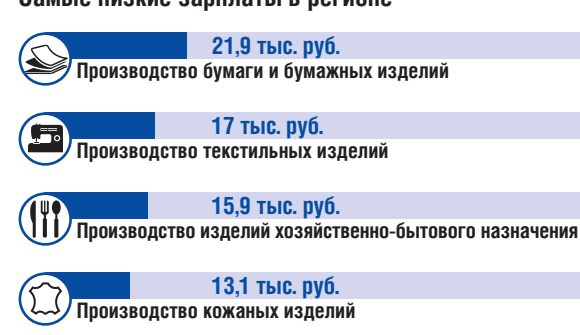 Самые низкие зарплаты в регионе
21,9 тыс. руб.
Производство бумаги и бумажных изделий
17 тыс. руб.
Производство текстильных изделий
15,9 тыс. руб.
Производство изделий хозяйственно-бытового назначения
13,1 тыс. руб.
Производство кожаных изделий